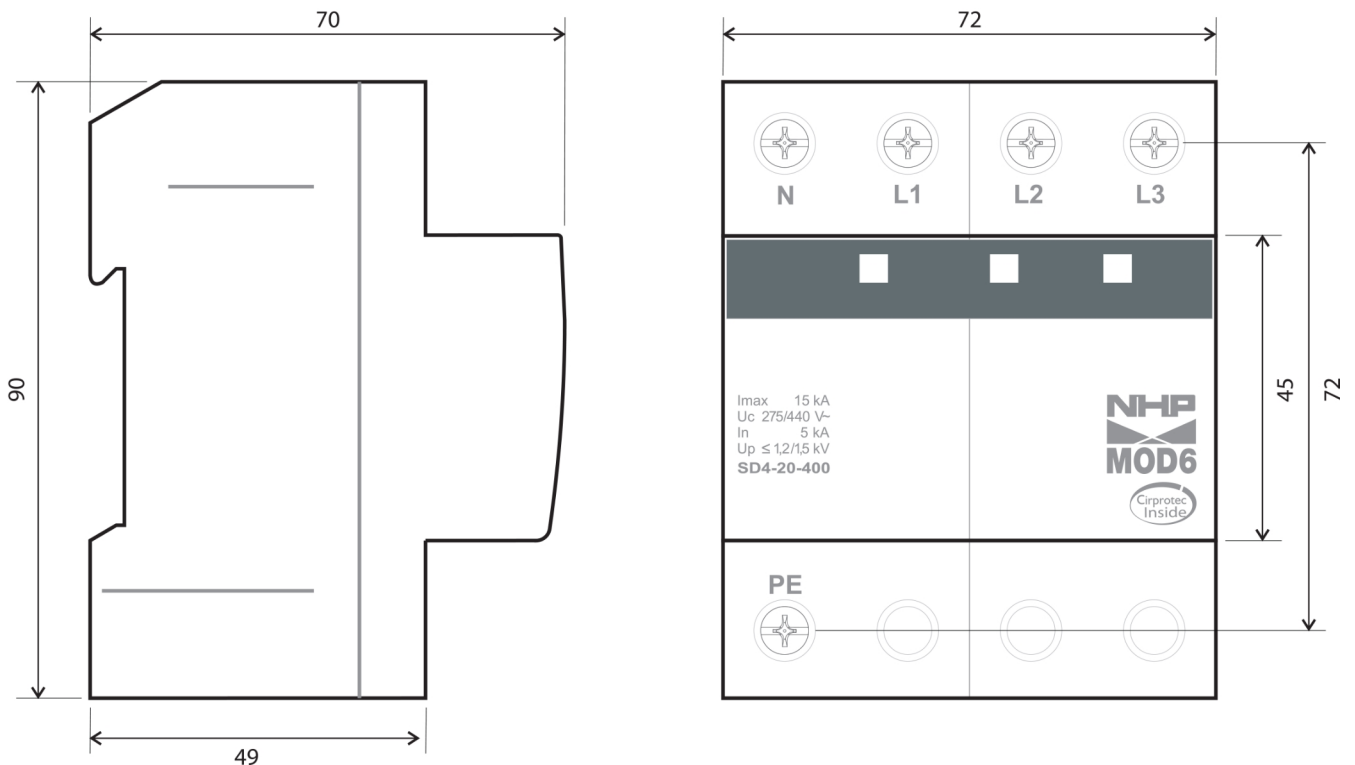 70
72
N
L1
L2
L3
90
45
72
Imax 15 kA
Uc 275/440 V~
In 5 kA
Up ≤ 1,2/1,5 kV
SD4-20-400
NHP
MOD6
Cirprotec
Inside
PE
49